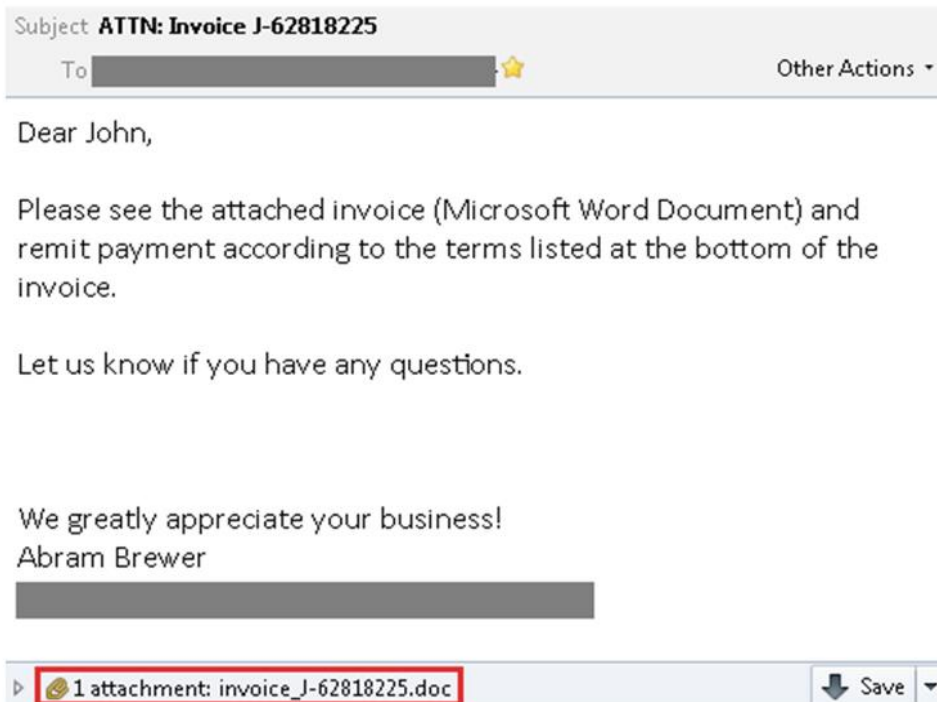 Subject ATTN: Invoice J-62818225
To
Other Actions
Dear John,
Please see the attached invoice (Microsoft Word Document) and
remit payment according to the terms listed at the bottom of the
invoice.
Let us know if you have any questions.
We greatly appreciate your business!
Abram Brewer
1 attachment: invoice_J-62818225.doc
Save